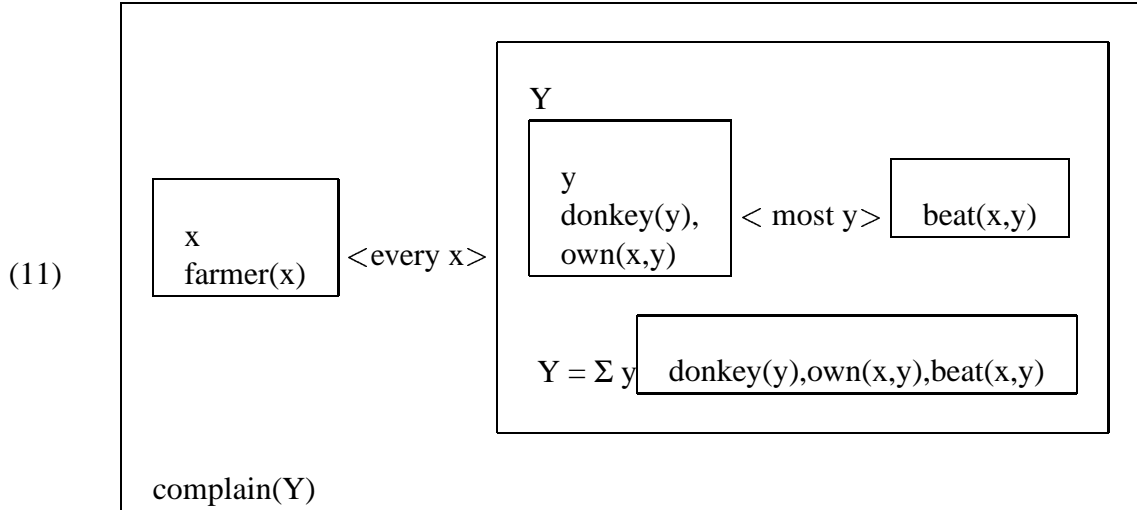 Y
y
donkey(y),
own(x,y)
< most y>
beat(x,y)
x
farmer(x)
<every x>
(11)
Y = Σ y
donkey(y),own(x,y),beat(x,y)
complain(Y)